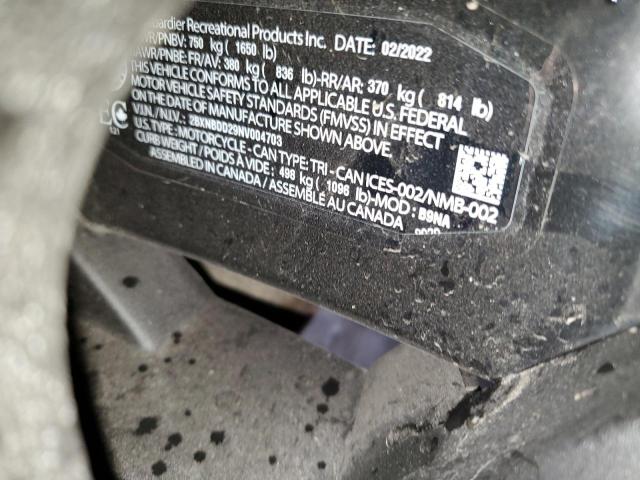 ardier Recreational Products Inc. DATE: 02/2022
R/PNBV: 750 kg ( 1650 lb)
AWR/PNBE: FR/AV: 380 kg ( 836 lb)-RR/AR: 370 kg ( 814 lb)
THIS VEHICLE CONFORMS TO ALL APPLICABLE U.S. FEDERAL
MOTOR VEHICLE SAFETY STANDARDS (FMVSS) IN EFFECT
ON THE DATE OF MANUFACTURE SHOWN ABOVE.
V.I.N./N.I.V. : 2BXNBDD29NV004703
U.S. TYPE : MOTORCYCLE - CAN TYPE: TRI - CAN ICES-002/NMB-002
CURB WEIGHT / POIDS À VIDE : 498 kg ( 1096 lb)-MOD : B9NA
ASSEMBLED IN CANADA / ASSEMBLÉ AU CANADA